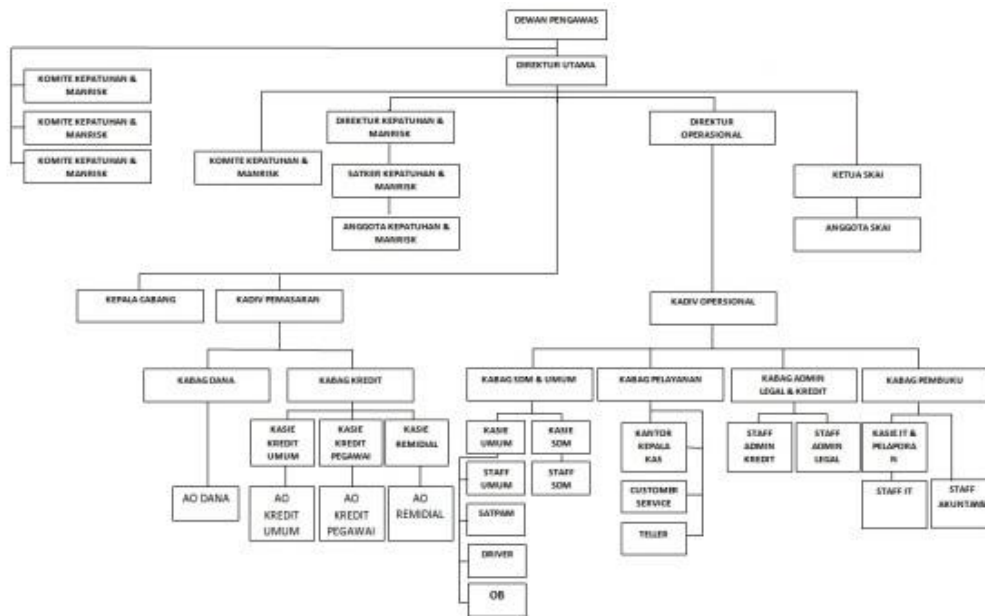 DEWAN PENGAWAS
DIREKTUR UTAMA
KOMITE KEPATUHAN &
MANRISK
KOMITE KEPATUHAN &
MANRISK
KOMITE KEPATUHAN &
MANRISK
KOMITE KEPATUHAN &
MANRISK
DIREKTUR KEPATUHAN &
MANRISK
SATKER KEPATUHAN &
MANRISK
ANGGOTA KEPATUHAN &
MANRISK
DIREKTUR
OPERASIONAL
KETUA SKAI
ANGGOTA SKAI
KEPALA CABANG
KADIV PEMASARAN
KADIV OPERSIONAL
KABAG DANA
KABAG KREDIT
KABAG SDM & UMUM
KABAG PELAYANAN
KABAG ADMIN
LEGAL & KREDIT
KABAG PEMBUKU
KASIE
KREDIT
UMUM
KASIE
KREDIT
PEGAWAI
KASIE
REMIDIAL
AO DANA
AO
KREDIT
UMUM
AO
KREDIT
PEGAWAI
AO
REMIDIAL
KASIE
UMUM
KASIE
SDM
STAFF
UMUM
STAFF
SDM
SATPAM
DRIVER
OB
KANTOR
KEPALA
KAS
CUSTOMER
SERVICE
TELLER
STAFF
ADMIN
KREDIT
STAFF
ADMIN
LEGAL
KASIE IT &
PELAPORA
N
STAFF IT
STAFF
AKUNTANSI